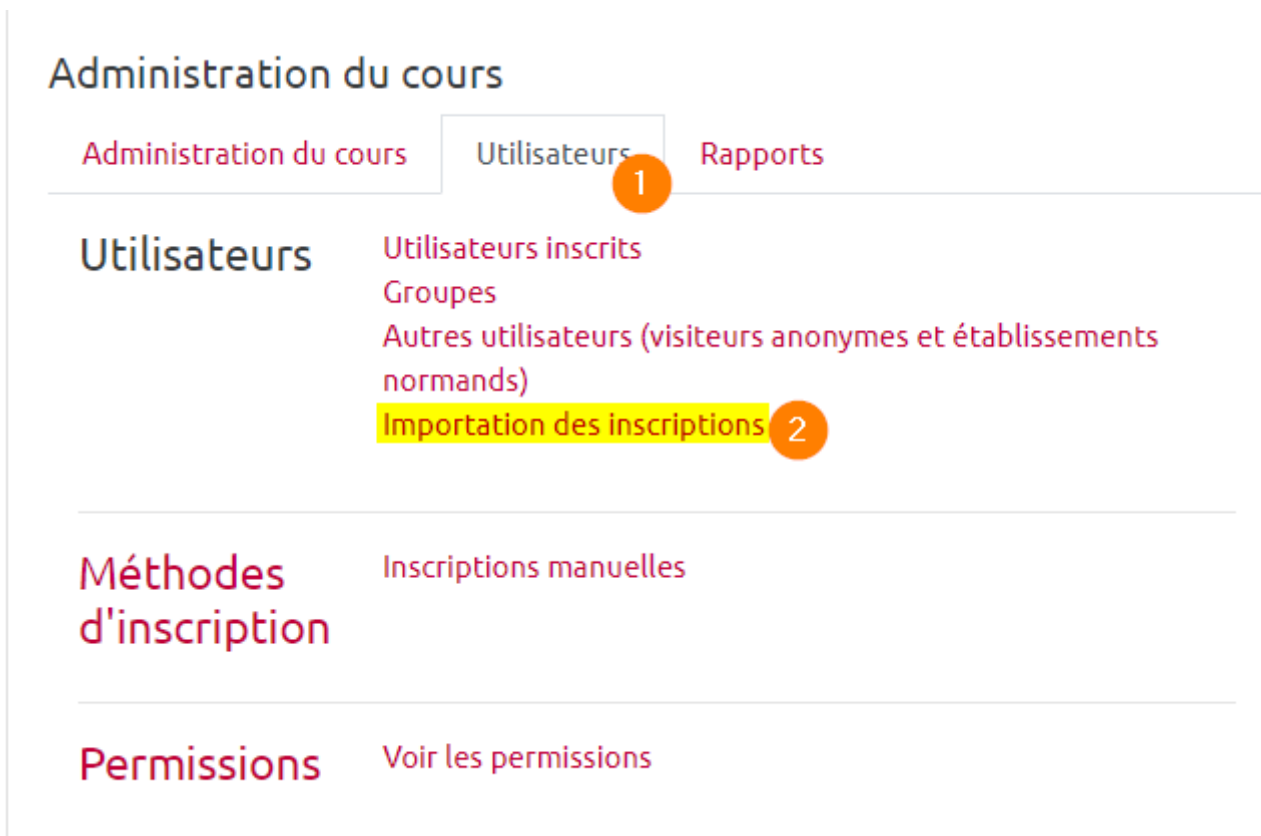 Administration du cours
Administration du cours Utilisateurs Rapports
1
Utilisateurs
Utilisateurs inscrits
Groupes
Autres utilisateurs (visiteurs anonymes et établissements
normands)
Importation des inscriptions 2
Méthodes
d'inscription
Inscriptions manuelles
Permissions
Voir les permissions